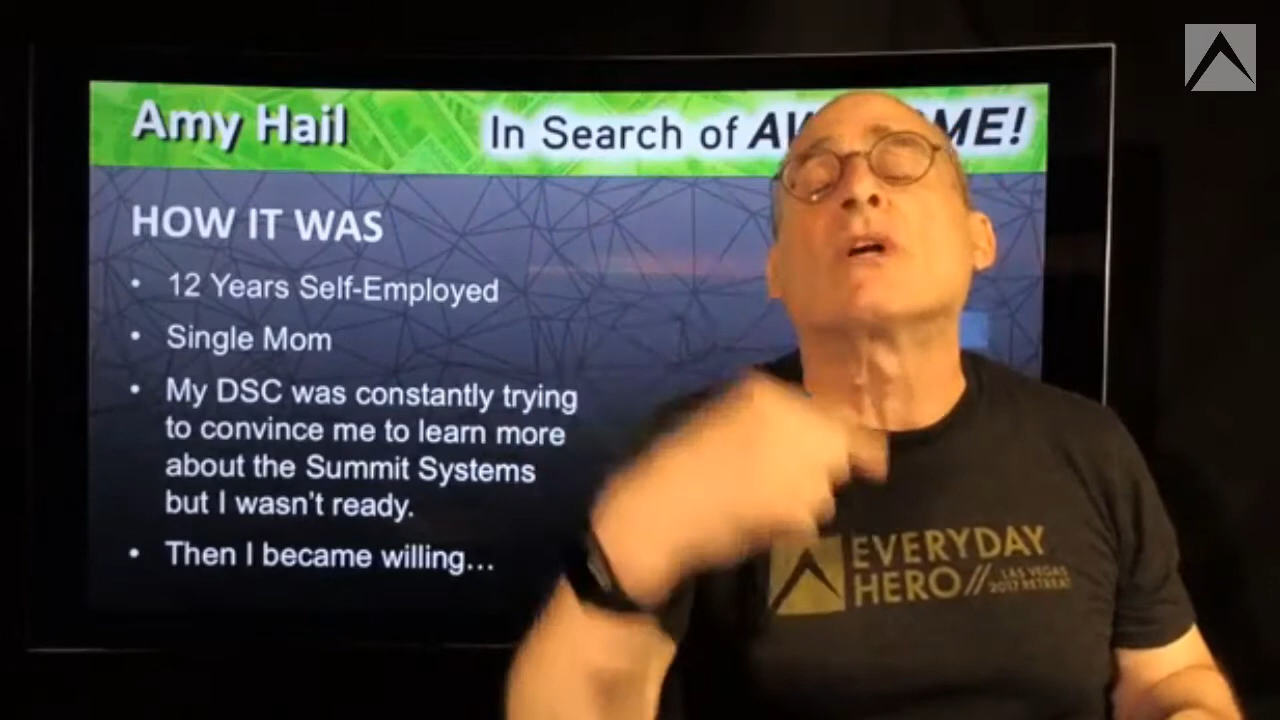 Amy Hail
In Search of AW ME!
HOW IT WAS
• 12 Years Self-Employed
• Single Mom
• My DSC was constantly trying
to convince me to learn more
about the Summit Systems
but I wasn't ready.
• Then I became willing...
EVERYDAY
HERO // LAS VEGAS
2017 RETREAT